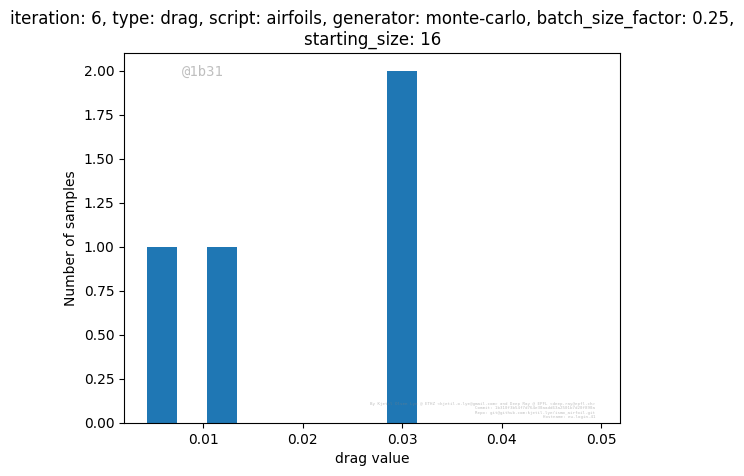 iteration: 6, type: drag, script: airfoils, generator: monte-carlo, batch_size_factor: 0.25,
starting_size: 16
@1b31
2.00
1.75
1.50
1.25
1.00
0.75
0.50
0.25
0.00
Number of samples
0.01
0.02
0.03
0.04
0.05
drag value